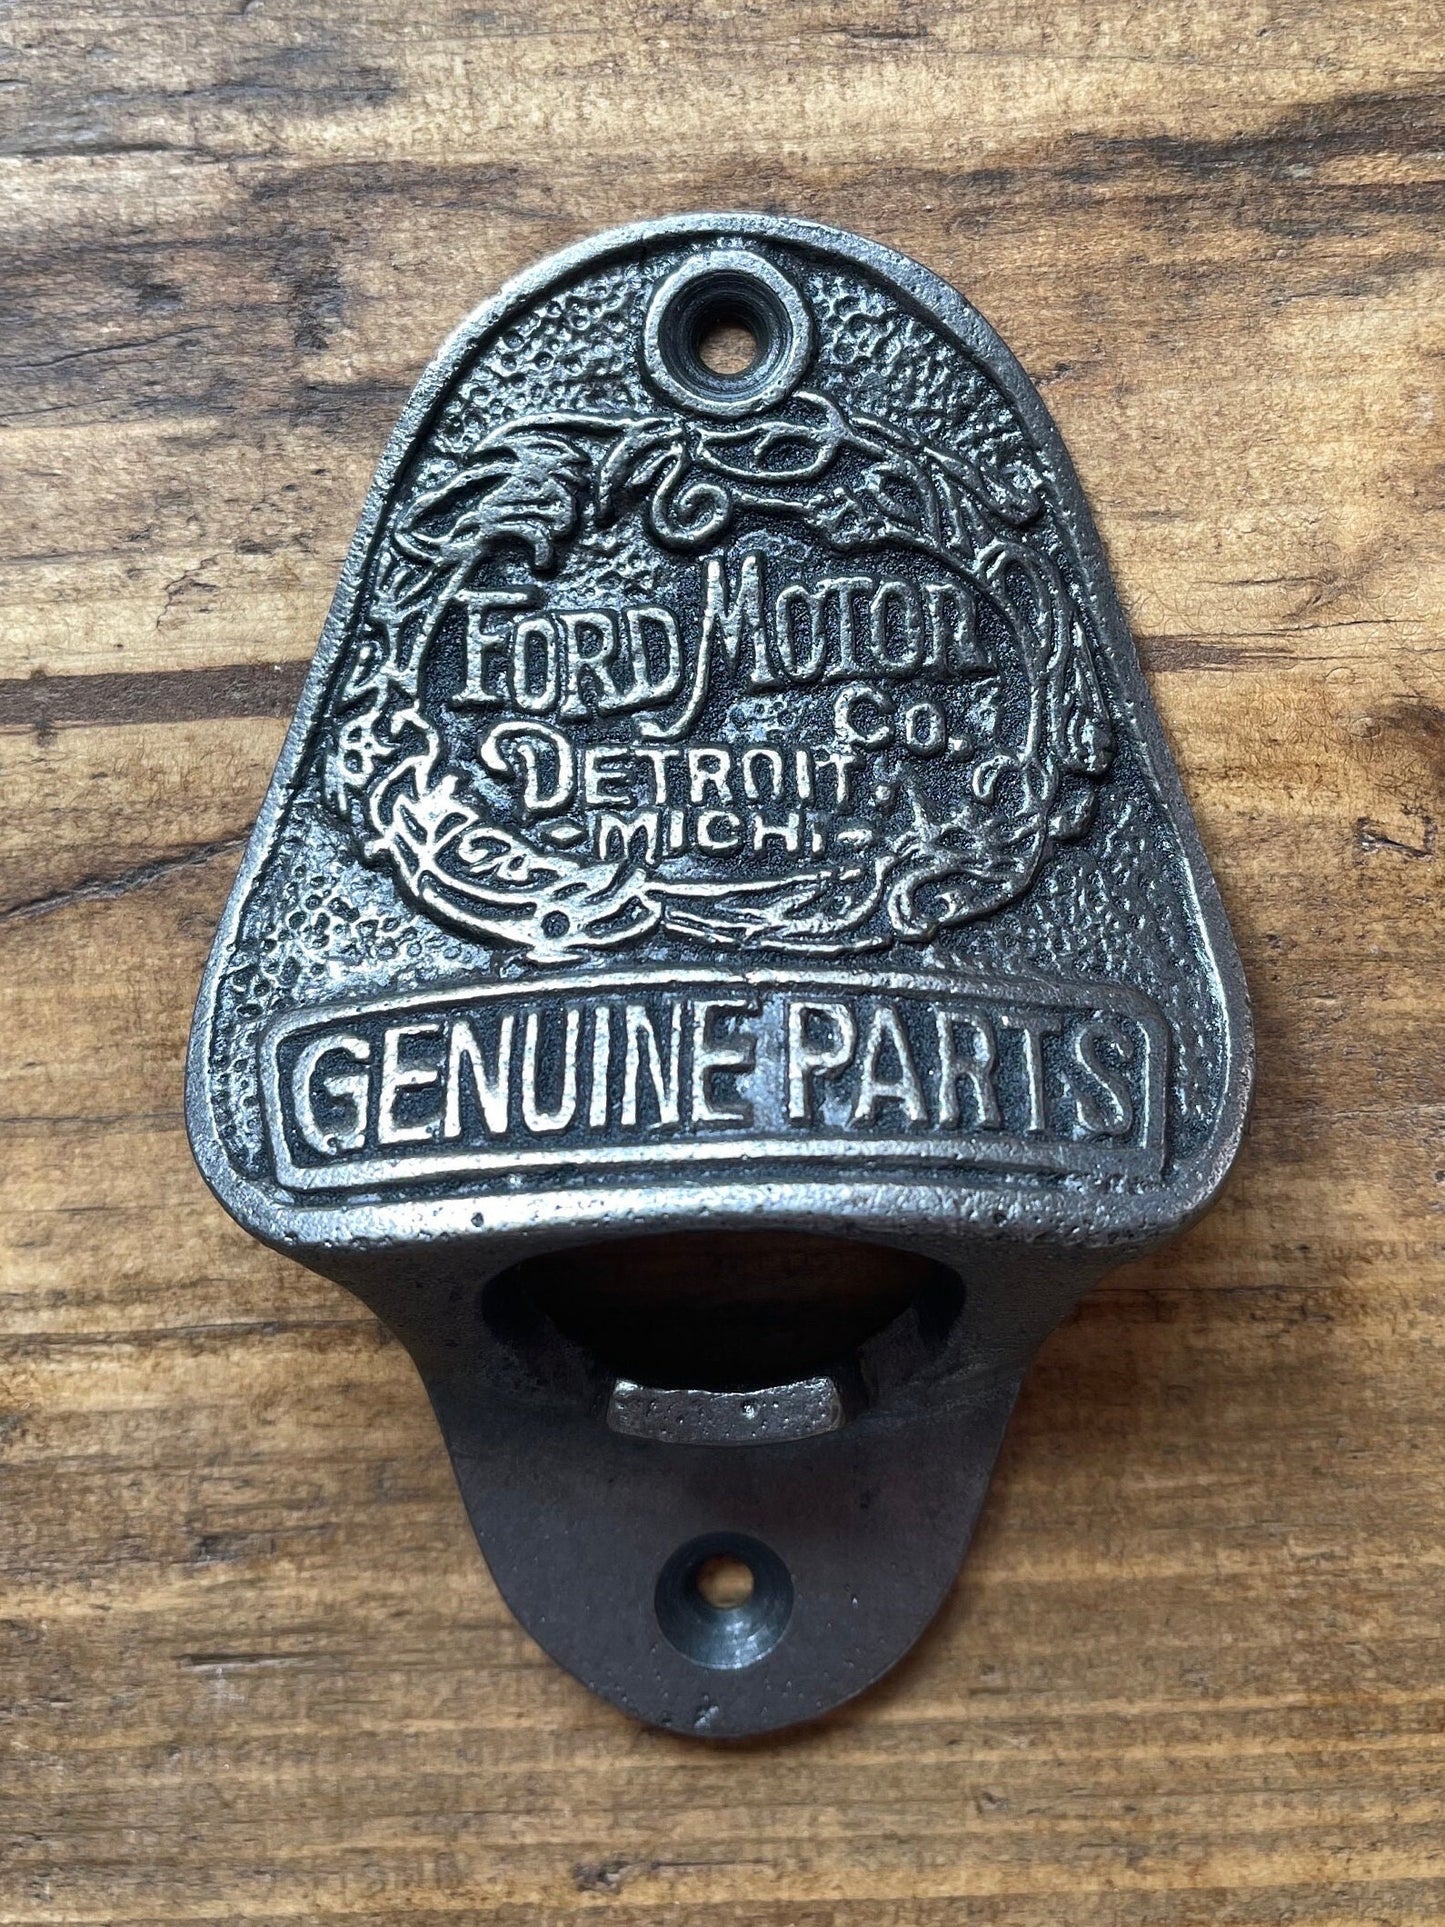 FORD MOTOR
CO.
DETROIT.
-MICH.-
GENUINE PARTS